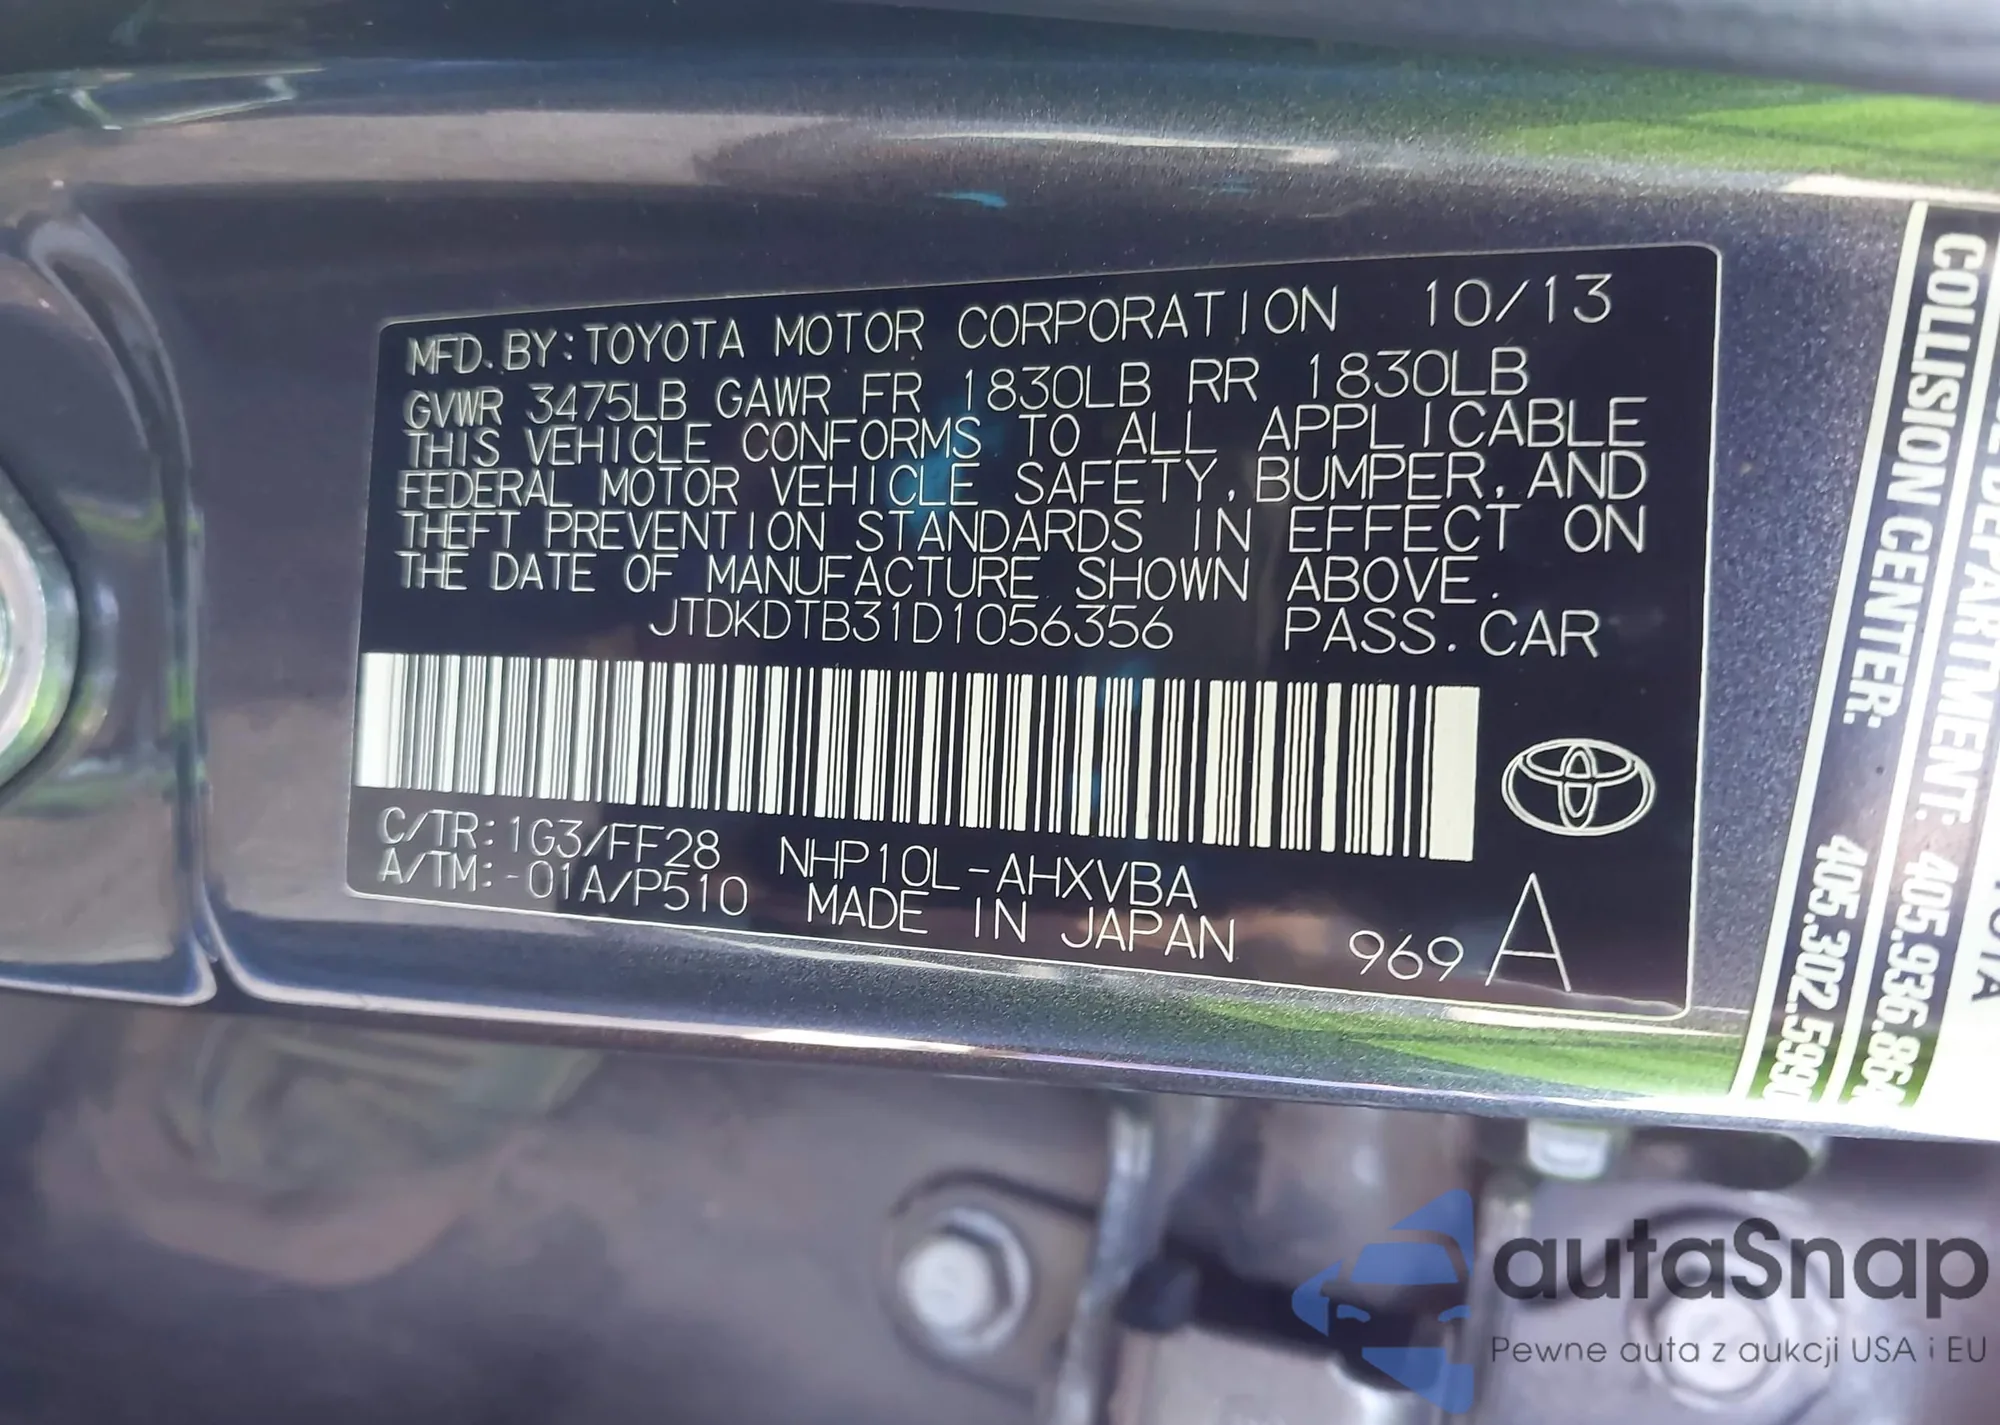 MFD. BY: TOYOTA MOTOR CORPORATION 10/13
GVWR 3475LB GAWR FR 1830LB RR 1830LB
THIS VEHICLE CONFORMS TO ALL APPLICABLE
FEDERAL MOTOR VEHICLE SAFETY, BUMPER, AND
THEFT PREVENTION STANDARDS IN EFFECT ON
THE DATE OF MANUFACTURE SHOWN ABOVE.
JTDKDTB31D1056356 PASS. CAR
C/TR: 1G3/FF28 NHP10L-AHXVBA
A/TM: -01A/P510 MADE IN JAPAN 969 A
DEPARTMENT: 405.936.864
COLLISION CENTER: 405.302.5990
autaSnap
Pewne auta z aukcji USA i EU